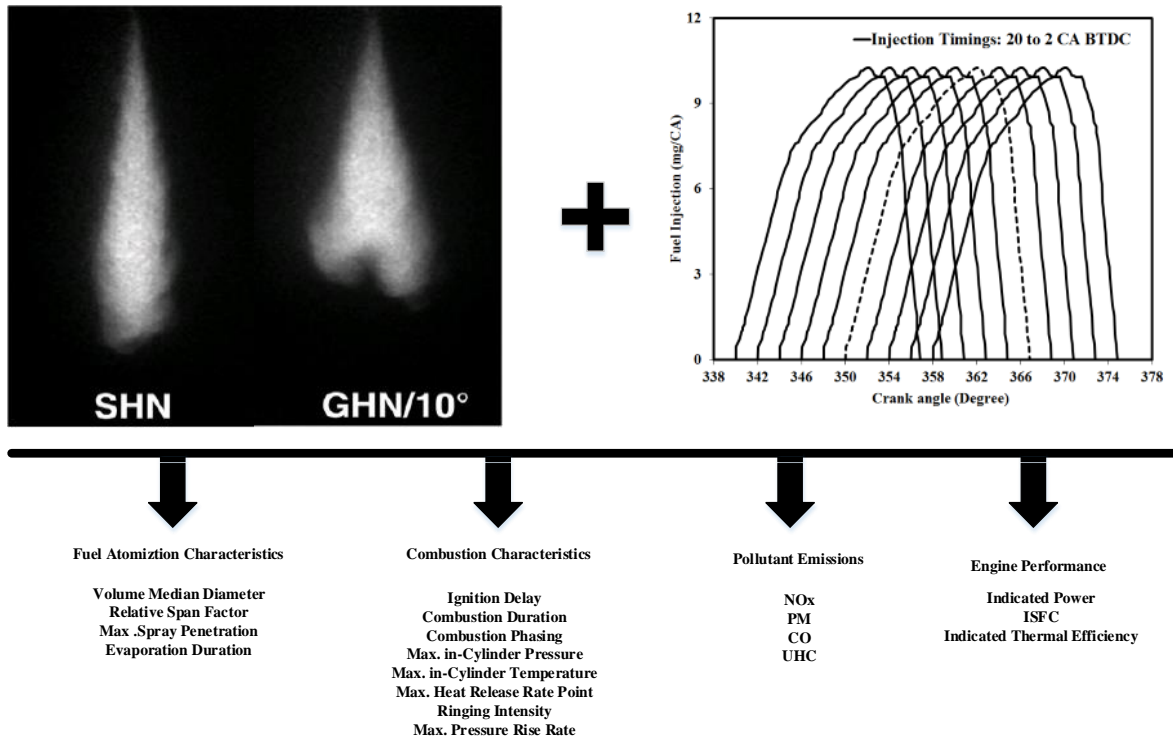 SHN
GHN/10°
Injection Timings: 20 to 2 CA BTDC
Fuel Injection (mg/CA)
12
9
6
3
0
338 342 346 350 354 358 362 366 370 374 378
Crank angle (Degree)
Fuel Atomiztion Characteristics
Volume Median Diameter
Relative Span Factor
Max .Spray Penetration
Evaporation Duration
Combustion Characteristics
Ignition Delay
Combustion Duration
Combustion Phasing
Max. in-Cylinder Pressure
Max. in-Cylinder Temperature
Max. Heat Release Rate Point
Ringing Intensity
Max. Pressure Rise Rate
Pollutant Emissions
NOx
PM
CO
UHC
Engine Performance
Indicated Power
ISFC
Indicated Thermal Efficiency